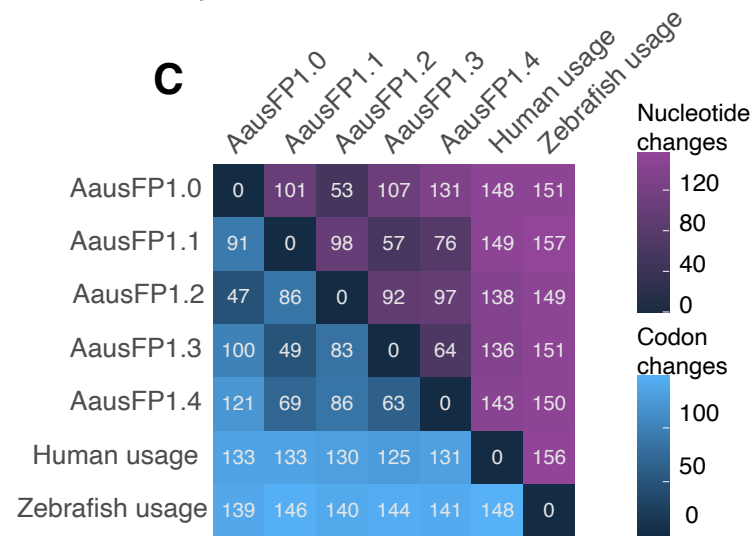 C
AausFP1.0 AausFP1.1 AausFP1.2 AausFP1.3 AausFP1.4 Human usage Zebrafish usage
AausFP1.0 0 101 53 107 131 148 151
AausFP1.1 91 0 98 57 76 149 157
AausFP1.2 47 86 0 92 97 138 149
AausFP1.3 100 49 83 0 64 136 151
AausFP1.4 121 69 86 63 0 143 150
Human usage 133 133 130 125 131 0 156
Zebrafish usage 139 146 140 144 141 148 0
Nucleotide
changes
120
80
40
0
Codon
changes
100
50
0